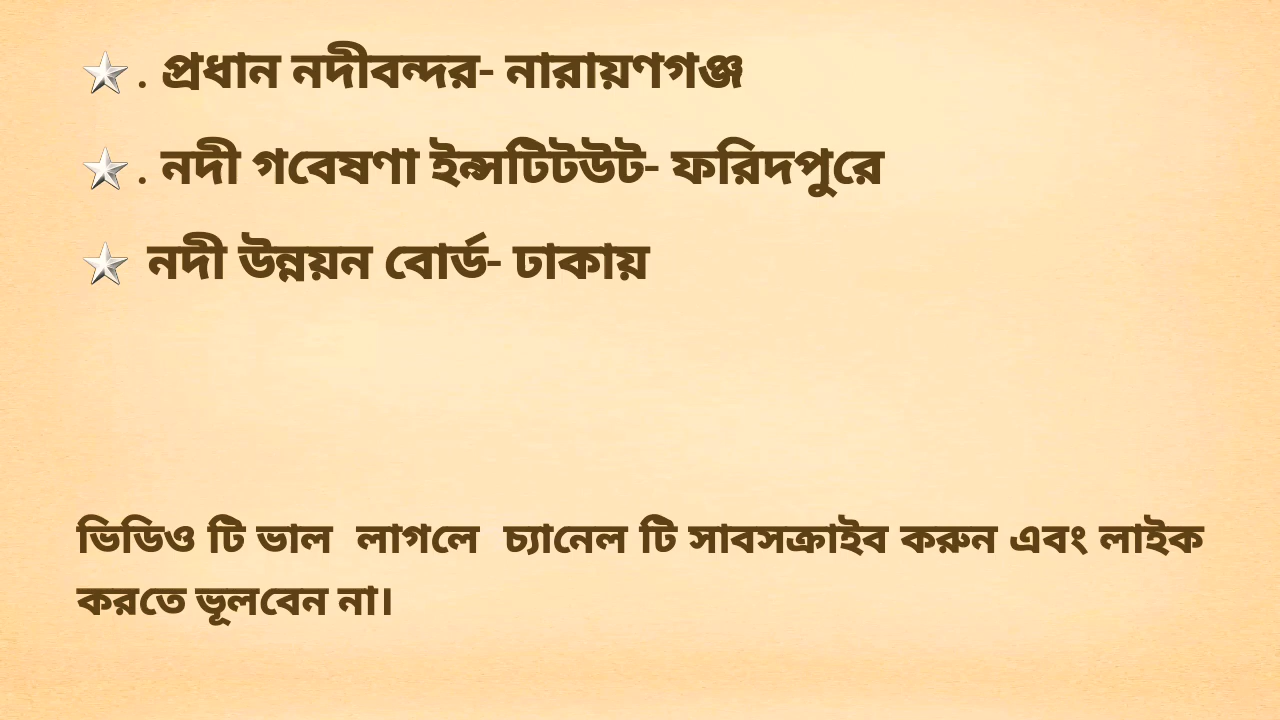 . প্রধান নদীবন্দর- নারায়ণগঞ্জ
. নদী গবেষণা ইন্সটিটউট- ফরিদপুরে
নদী উন্নয়ন বোর্ড- ঢাকায়
ভিডিও টি ভাল লাগলে চ্যানেল টি সাবসক্রাইব করুন এবং লাইক
করতে ভূলবেন না।